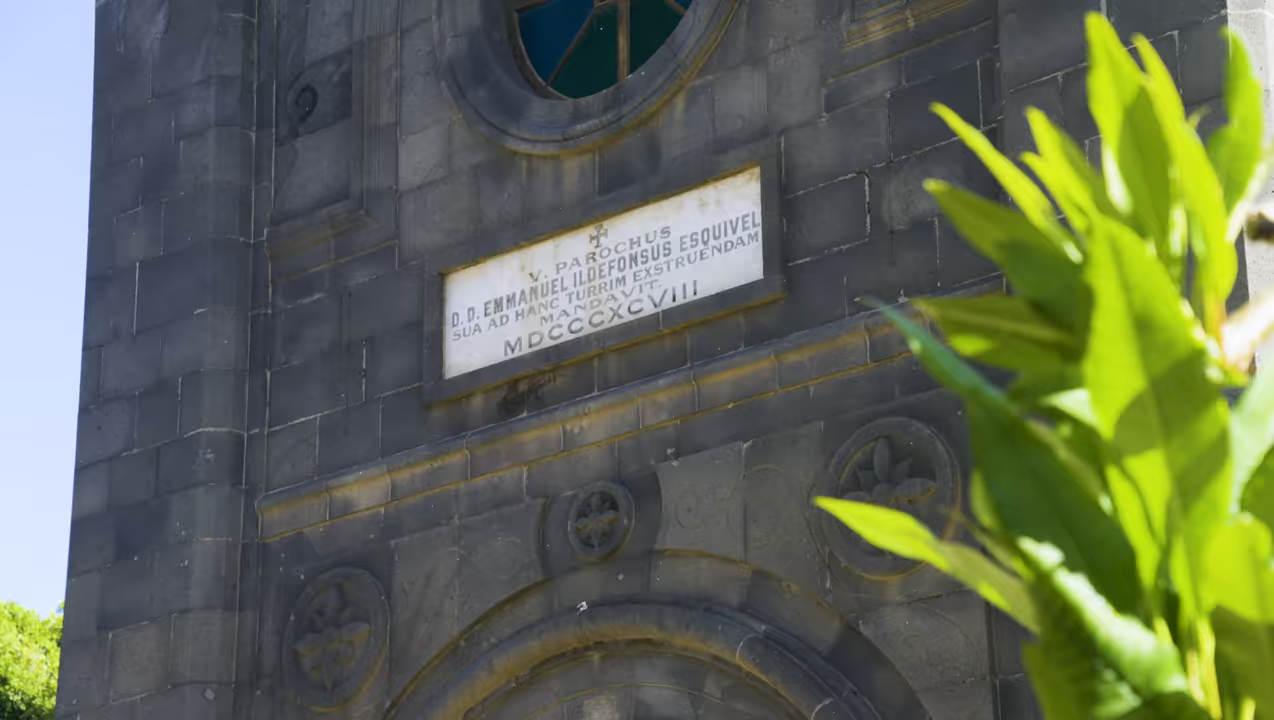 V. PAROCHUS
D. D. EMMANUEL ILDEFONSUS ESQUIVEL
SUA AD HANC TURRIM EXSTRUENDAM
MANDAVIT.
MDCCCXCVIII